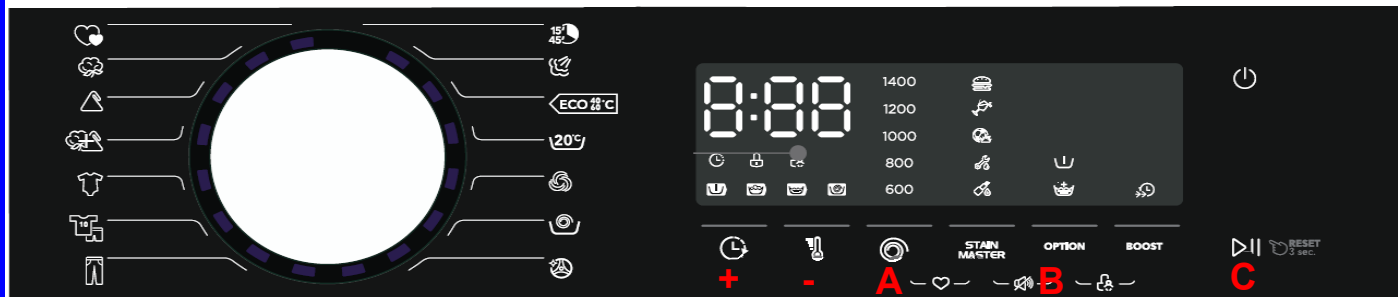 15' 
45'
ECO 40 60 °C
20°C
10
8:88
1400
1200
1000
800
600
STAIN
MASTER
OPTION
BOOST
RESET
3 sec.
+ - A B C